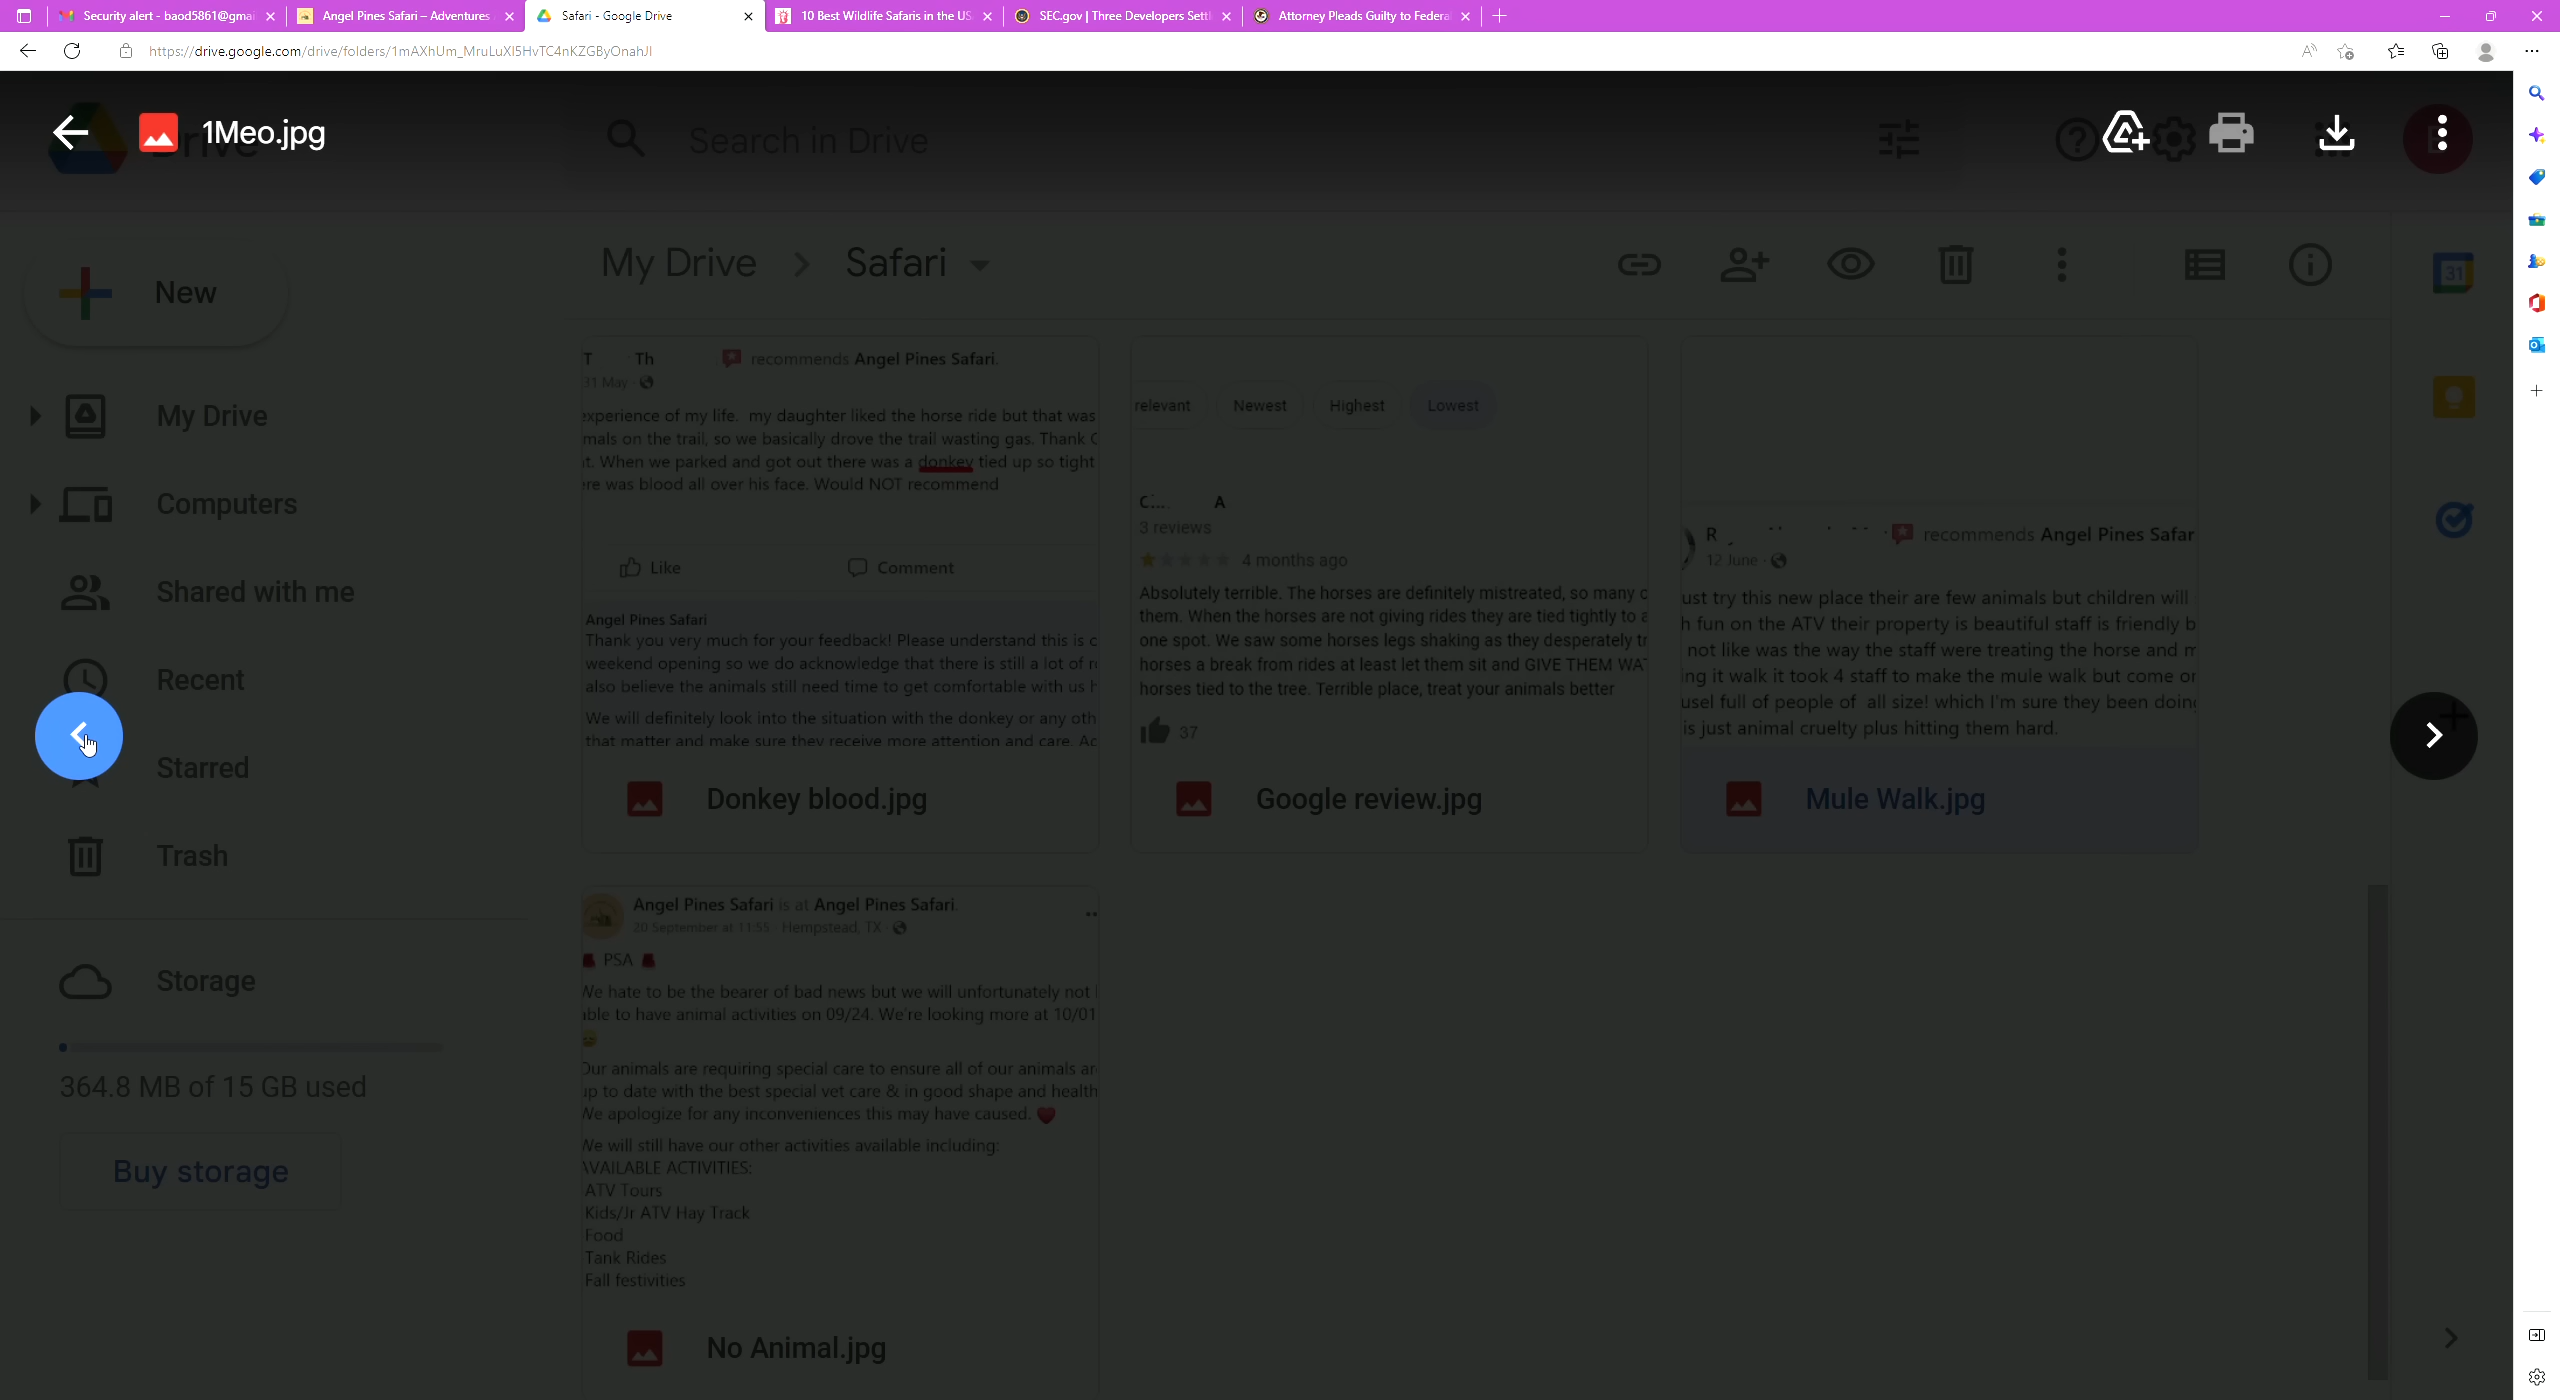 Security alert - baod5861@gmai
Angel Pines Safari – Adventures
Safari - Google Drive
10 Best Wildlife Safaris in the US
SEC.gov | Three Developers Settl
Attorney Pleads Guilty to Federa
https://drive.google.com/drive/folders/1mAXhUm_MruLuXI5HvTC4nKZGByOnahJI
1Meo.jpg
Drive
Search in Drive
New
My Drive > Safari
31
My Drive
Computers
Shared with me
Recent
Starred
Trash
Storage
364.8 MB of 15 GB used
Buy storage
T Th recommends Angel Pines Safari.
31 May
experience of my life. my daughter liked the horse ride but that was
mals on the trail, so we basically drove the trail wasting gas. Thank
t. When we parked and got out there was a donkey tied up so tight
ere was blood all over his face. Would NOT recommend
Like Comment
Angel Pines Safari
Thank you very much for your feedback! Please understand this is
weekend opening so we do acknowledge that there is still a lot of
also believe the animals still need time to get comfortable with us
We will definitely look into the situation with the donkey or any oth
that matter and make sure they receive more attention and care.
Donkey blood.jpg
relevant Newest Highest Lowest
C... A
3 reviews
4 months ago
Absolutely terrible. The horses are definitely mistreated, so many
them. When the horses are not giving rides they are tied tightly to
one spot. We saw some horses legs shaking as they desperately
horses a break from rides at least let them sit and GIVE THEM WAT
horses tied to the tree. Terrible place, treat your animals better
37
Google review.jpg
R recommends Angel Pines Safar
12 June
ust try this new place their are few animals but children will
h fun on the ATV their property is beautiful staff is friendly b
not like was the way the staff were treating the horse and m
ing it walk it took 4 staff to make the mule walk but come or
usel full of people of all size! which I'm sure they been doing
is just animal cruelty plus hitting them hard.
Mule Walk.jpg
Angel Pines Safari is at Angel Pines Safari.
20 September at 11:55 · Hempstead, TX
PSA
We hate to be the bearer of bad news but we will unfortunately not
able to have animal activities on 09/24. We're looking more at 10/01
Our animals are requiring special care to ensure all of our animals are
up to date with the best special vet care & in good shape and health
We apologize for any inconveniences this may have caused.
We will still have our other activities available including:
AVAILABLE ACTIVITIES:
ATV Tours
Kids/Jr ATV Hay Track
Food
Tank Rides
Fall festivities
No Animal.jpg